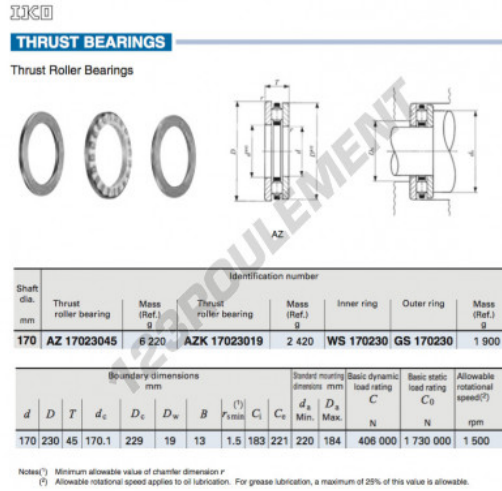 IKO
THRUST BEARINGS
Thrust Roller Bearings
T
r
D
d
AZ
123ROULEMENT
Identification number
Shaft dia. mm
Thrust roller bearing
Mass (Ref.) g
Thrust roller bearing
Mass (Ref.) g
Inner ring
Outer ring
Mass (Ref.) g
170 AZ 17023045 6 220 AZK 17023019 2 420 WS 170230 GS 170230 1 900
Boundary dimensions mm
Standard mounting dimensions mm
Basic dynamic load rating C N
Basic static load rating C0 N
Allowable rotational speed(2) rpm
d D T dc Dc Dw B rs min(1) Ci Ce da Min. Da Max.
170 230 45 170.1 229 19 13 1.5 183 221 220 184 406 000 1 730 000 1 500
Notes(1) Minimum allowable value of chamfer dimension r
(2) Allowable rotational speed applies to oil lubrication. For grease lubrication, a maximum of 25% of this value is allowable.